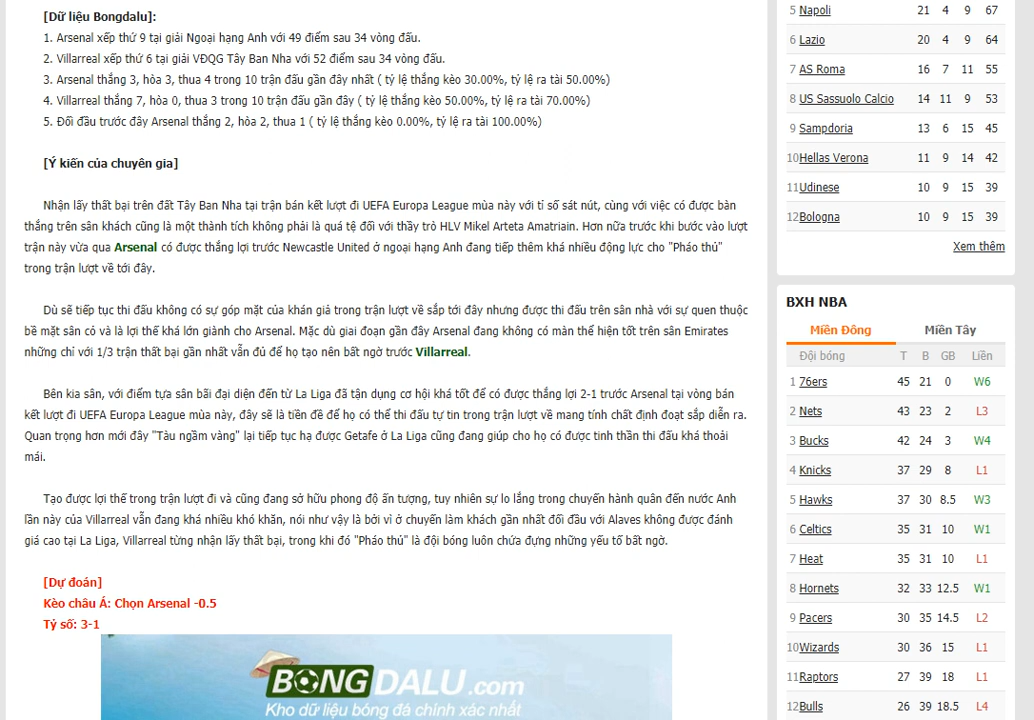 [Dữ liệu Bongdalu]:
1. Arsenal xếp thứ 9 tại giải Ngoại hạng Anh với 49 điểm sau 34 vòng đấu.
2. Villarreal xếp thứ 6 tại giải VĐQG Tây Ban Nha với 52 điểm sau 34 vòng đấu.
3. Arsenal thắng 3, hòa 3, thua 4 trong 10 trận đấu gần đây nhất ( tỷ lệ thắng kèo 30.00%, tỷ lệ ra tài 50.00%)
4. Villarreal thắng 7, hòa 0, thua 3 trong 10 trận đấu gần đây ( tỷ lệ thắng kèo 50.00%, tỷ lệ ra tài 70.00%)
5. Đối đầu trước đây Arsenal thắng 2, hòa 2, thua 1 ( tỷ lệ thắng kèo 0.00%, tỷ lệ ra tài 100.00%)
[Ý kiến của chuyên gia]
Nhận lấy thất bại trên đất Tây Ban Nha tại trận bán kết lượt đi UEFA Europa League mùa này với tỉ số sát nút, cùng với việc có được bàn
thắng trên sân khách cũng là một thành tích không phải là quá tệ đối với thầy trò HLV Mikel Arteta Amatriain. Hơn nữa trước khi bước vào lượt
trận này vừa qua Arsenal có được thắng lợi trước Newcastle United ở ngoại hạng Anh đang tiếp thêm khá nhiều động lực cho "Pháo thủ"
trong trận lượt về tới đây.
Dù sẽ tiếp tục thi đấu không có sự góp mặt của khán giả trong trận lượt về sắp tới đây nhưng được thi đấu trên sân nhà với sự quen thuộc
bề mặt sân cỏ và là lợi thế khá lớn giành cho Arsenal. Mặc dù giai đoạn gần đây Arsenal đang không có màn thể hiện tốt trên sân Emirates
những chỉ với 1/3 trận thất bại gần nhất vẫn đủ để họ tạo nên bất ngờ trước Villarreal.
Bên kia sân, với điểm tựa sân bãi đại diện đến từ La Liga đã tận dụng cơ hội khá tốt để có được thắng lợi 2-1 trước Arsenal tại vòng bán
kết lượt đi UEFA Europa League mùa này, đây sẽ là tiền đề để họ có thể thi đấu tự tin trong trận lượt về mang tính chất định đoạt sắp diễn ra.
Quan trọng hơn mới đây "Tàu ngầm vàng" lại tiếp tục hạ được Getafe ở La Liga cũng đang giúp cho họ có được tinh thần thi đấu khá thoải
mái.
Tạo được lợi thế trong trận lượt đi và cũng đang sở hữu phong độ ấn tượng, tuy nhiên sự lo lắng trong chuyến hành quân đến nước Anh
lần này của Villarreal vẫn đang khá nhiều khó khăn, nói như vậy là bởi vì ở chuyến làm khách gần nhất đối đầu với Alaves không được đánh
giá cao tại La Liga, Villarreal từng nhận lấy thất bại, trong khi đó "Pháo thủ" là đội bóng luôn chứa đựng những yếu tố bất ngờ.
[Dự đoán]
Kèo châu Á: Chọn Arsenal -0.5
Tỷ số: 3-1
BONGDALU.com
Kho dữ liệu bóng đá chính xác nhất
5 Napoli 21 4 9 67
6 Lazio 20 4 9 64
7 AS Roma 16 7 11 55
8 US Sassuolo Calcio 14 11 9 53
9 Sampdoria 13 6 15 45
10 Hellas Verona 11 9 14 42
11 Udinese 10 9 15 39
12 Bologna 10 9 15 39
Xem thêm
BXH NBA
Miền Đông Miền Tây
Đội bóng T B GB Liên
1 76ers 45 21 0 W6
2 Nets 43 23 2 L3
3 Bucks 42 24 3 W4
4 Knicks 37 29 8 L1
5 Hawks 37 30 8.5 W3
6 Celtics 35 31 10 W1
7 Heat 35 31 10 L1
8 Hornets 32 33 12.5 W1
9 Pacers 30 35 14.5 L2
10 Wizards 30 36 15 L1
11 Raptors 27 39 18 L1
12 Bulls 26 39 18.5 L4